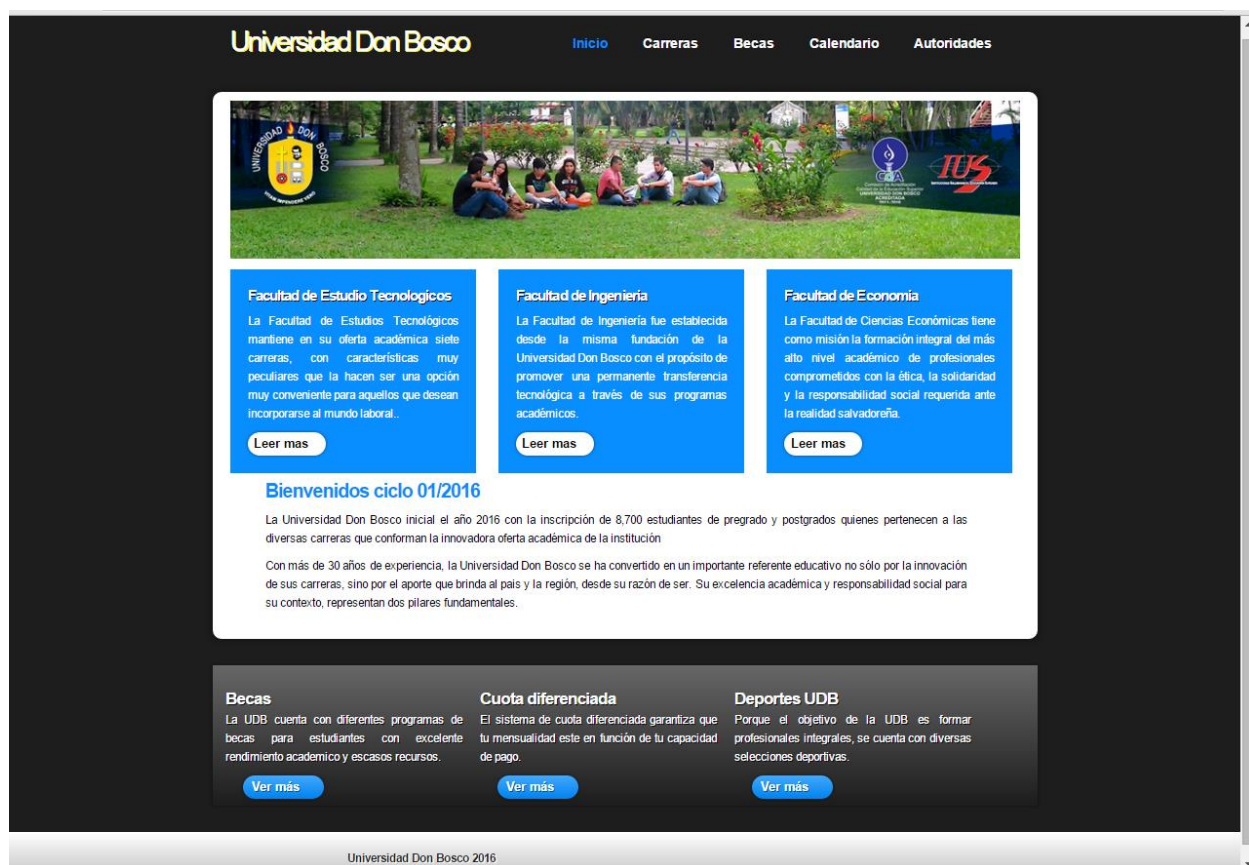 Universidad Don Bosco
Inicio Carreras Becas Calendario Autoridades
UNIVERSIDAD DON BOSCO
IUS
Facultad de Estudio Tecnologicos
La Facultad de Estudios Tecnológicos
mantiene en su oferta académica siete
carreras, con características muy
peculiares que la hacen ser una opción
muy conveniente para aquellos que desean
incorporarse al mundo laboral..
Leer mas
Facultad de Ingenieria
La Facultad de Ingeniería fue establecida
desde la misma fundación de la
Universidad Don Bosco con el propósito de
promover una permanente transferencia
tecnológica a través de sus programas
académicos.
Leer mas
Facultad de Economia
La Facultad de Ciencias Económicas tiene
como misión la formación integral del más
alto nivel académico de profesionales
comprometidos con la ética, la solidaridad
y la responsabilidad social requerida ante
la realidad salvadoreña.
Leer mas
Bienvenidos ciclo 01/2016
La Universidad Don Bosco inicial el año 2016 con la inscripción de 8,700 estudiantes de pregrado y postgrados quienes pertenecen a las
diversas carreras que conforman la innovadora oferta académica de la institución
Con más de 30 años de experiencia, la Universidad Don Bosco se ha convertido en un importante referente educativo no sólo por la innovación
de sus carreras, sino por el aporte que brinda al pais y la región, desde su razón de ser. Su excelencia académica y responsabilidad social para
su contexto, representan dos pilares fundamentales.
Becas
La UDB cuenta con diferentes programas de
becas para estudiantes con excelente
rendimiento academico y escasos recursos.
Ver más
Cuota diferenciada
El sistema de cuota diferenciada garantiza que
tu mensualidad este en función de tu capacidad
de pago.
Ver más
Deportes UDB
Porque el objetivo de la UDB es formar
profesionales integrales, se cuenta con diversas
selecciones deportivas.
Ver más
Universidad Don Bosco 2016